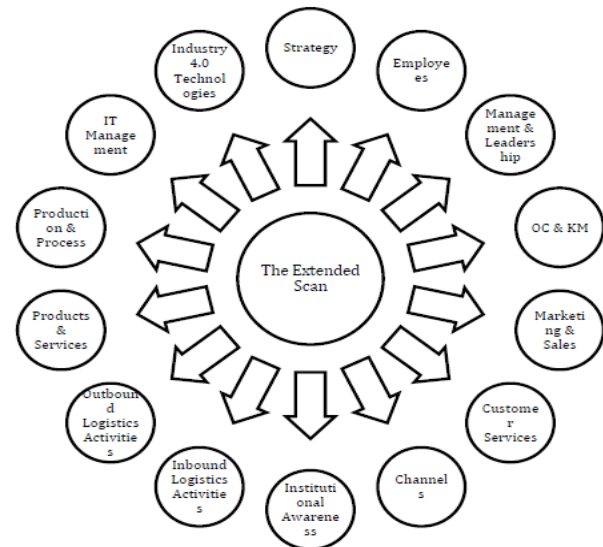 Strategy
Employe
es
Manage
ment &
Leader
ship
OC & KM
Marketi
ng &
Sales
Custome
r
Services
Channel
s
Instituti
onal
Awarene
ss
Inbound
Logistics
Activitie
s
Outboun
d
Logistics
Activitie
s
Products
&
Services
Producti
on &
Process
IT
Manage
ment
Industry
4.0
Technol
ogies
The Extended
Scan